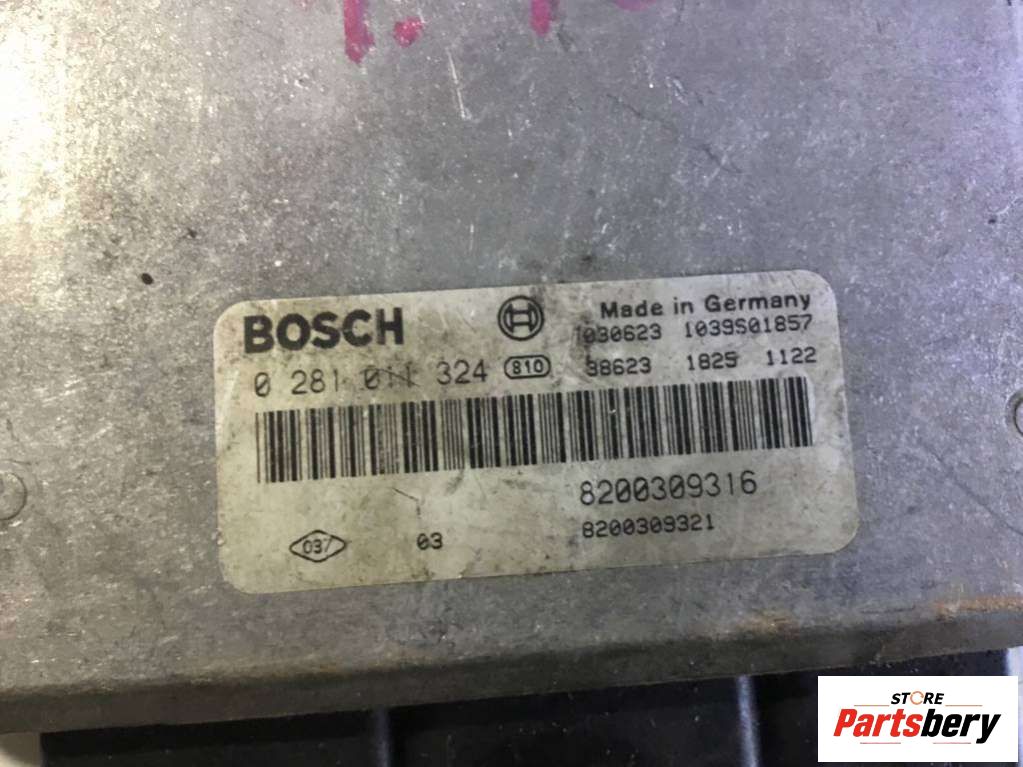 BOSCH
Made in Germany
1030623 1039S01857
0 281 011 324 810 38623 1825 1122
8200309316
037 03 8200309321
STORE
Partsbery